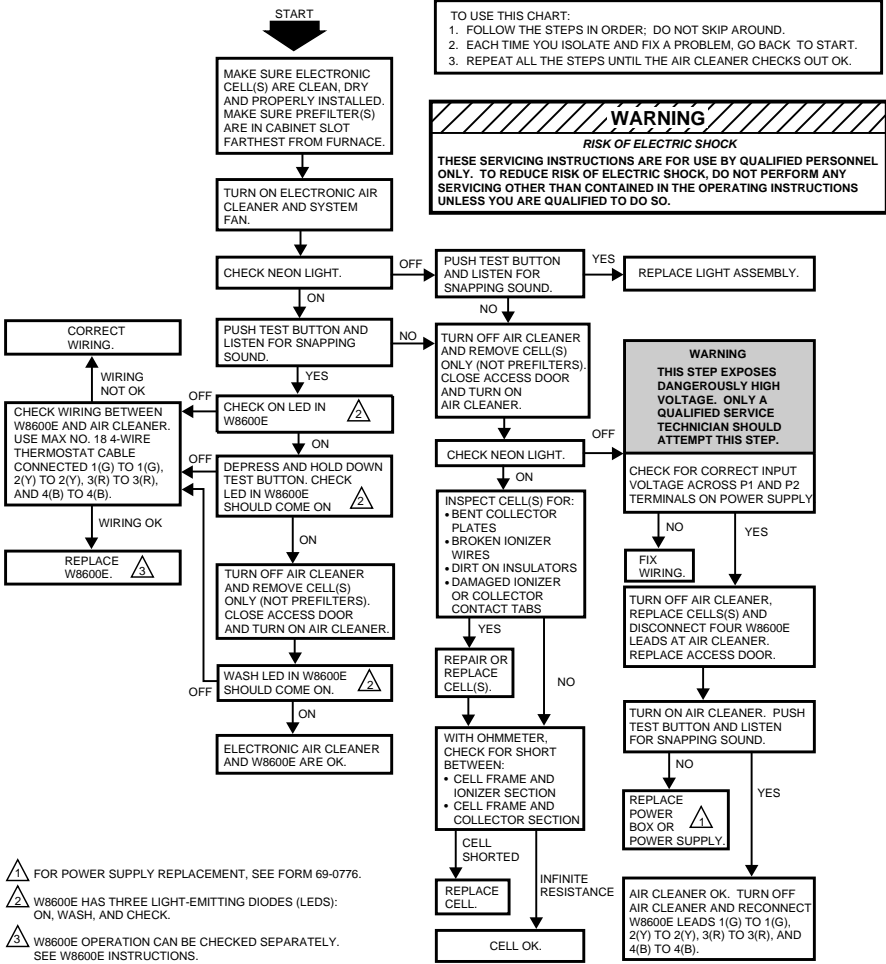 START
TO USE THIS CHART:
1. FOLLOW THE STEPS IN ORDER; DO NOT SKIP AROUND.
2. EACH TIME YOU ISOLATE AND FIX A PROBLEM, GO BACK TO START.
3. REPEAT ALL THE STEPS UNTIL THE AIR CLEANER CHECKS OUT OK.
WARNING
RISK OF ELECTRIC SHOCK
THESE SERVICING INSTRUCTIONS ARE FOR USE BY QUALIFIED PERSONNEL
ONLY. TO REDUCE RISK OF ELECTRIC SHOCK, DO NOT PERFORM ANY
SERVICING OTHER THAN CONTAINED IN THE OPERATING INSTRUCTIONS
UNLESS YOU ARE QUALIFIED TO DO SO.
MAKE SURE ELECTRONIC
CELL(S) ARE CLEAN, DRY
AND PROPERLY INSTALLED.
MAKE SURE PREFILTER(S)
ARE IN CABINET SLOT
FARTHEST FROM FURNACE.
TURN ON ELECTRONIC AIR
CLEANER AND SYSTEM
FAN.
CHECK NEON LIGHT.
OFF
PUSH TEST BUTTON
AND LISTEN FOR
SNAPPING SOUND.
YES
REPLACE LIGHT ASSEMBLY.
ON
NO
PUSH TEST BUTTON AND
LISTEN FOR SNAPPING
SOUND.
NO
TURN OFF AIR CLEANER
AND REMOVE CELL(S)
ONLY (NOT PREFILTERS).
CLOSE ACCESS DOOR
AND TURN ON
AIR CLEANER.
YES
CORRECT
WIRING.
WIRING
NOT OK
CHECK WIRING BETWEEN
W8600E AND AIR CLEANER.
USE MAX NO. 18 4-WIRE
THERMOSTAT CABLE
CONNECTED 1(G) TO 1(G),
2(Y) TO 2(Y), 3(R) TO 3(R),
AND 4(B) TO 4(B).
WIRING OK
REPLACE
W8600E. 3
OFF
CHECK ON LED IN
W8600E 2
ON
OFF
DEPRESS AND HOLD DOWN
TEST BUTTON. CHECK
LED IN W8600E
SHOULD COME ON 2
ON
TURN OFF AIR CLEANER
AND REMOVE CELL(S)
ONLY (NOT PREFILTERS).
CLOSE ACCESS DOOR
AND TURN ON AIR CLEANER.
OFF
WASH LED IN W8600E
SHOULD COME ON. 2
ON
ELECTRONIC AIR CLEANER
AND W8600E ARE OK.
CHECK NEON LIGHT.
OFF
ON
INSPECT CELL(S) FOR:
• BENT COLLECTOR
PLATES
• BROKEN IONIZER
WIRES
• DIRT ON INSULATORS
• DAMAGED IONIZER
OR COLLECTOR
CONTACT TABS
YES
REPAIR OR
REPLACE
CELL(S).
NO
WITH OHMMETER,
CHECK FOR SHORT
BETWEEN:
• CELL FRAME AND
IONIZER SECTION
• CELL FRAME AND
COLLECTOR SECTION
CELL
SHORTED
REPLACE
CELL.
INFINITE
RESISTANCE
CELL OK.
WARNING
THIS STEP EXPOSES
DANGEROUSLY HIGH
VOLTAGE. ONLY A
QUALIFIED SERVICE
TECHNICIAN SHOULD
ATTEMPT THIS STEP.
CHECK FOR CORRECT INPUT
VOLTAGE ACROSS P1 AND P2
TERMINALS ON POWER SUPPLY
NO
FIX
WIRING.
YES
TURN OFF AIR CLEANER,
REPLACE CELLS(S) AND
DISCONNECT FOUR W8600E
LEADS AT AIR CLEANER.
REPLACE ACCESS DOOR.
TURN ON AIR CLEANER. PUSH
TEST BUTTON AND LISTEN
FOR SNAPPING SOUND.
NO
REPLACE
POWER
BOX OR
POWER SUPPLY. 1
YES
AIR CLEANER OK. TURN OFF
AIR CLEANER AND RECONNECT
W8600E LEADS 1(G) TO 1(G),
2(Y) TO 2(Y), 3(R) TO 3(R), AND
4(B) TO 4(B).
1 FOR POWER SUPPLY REPLACEMENT, SEE FORM 69-0776.
2 W8600E HAS THREE LIGHT-EMITTING DIODES (LEDS):
ON, WASH, AND CHECK.
3 W8600E OPERATION CAN BE CHECKED SEPARATELY.
SEE W8600E INSTRUCTIONS.